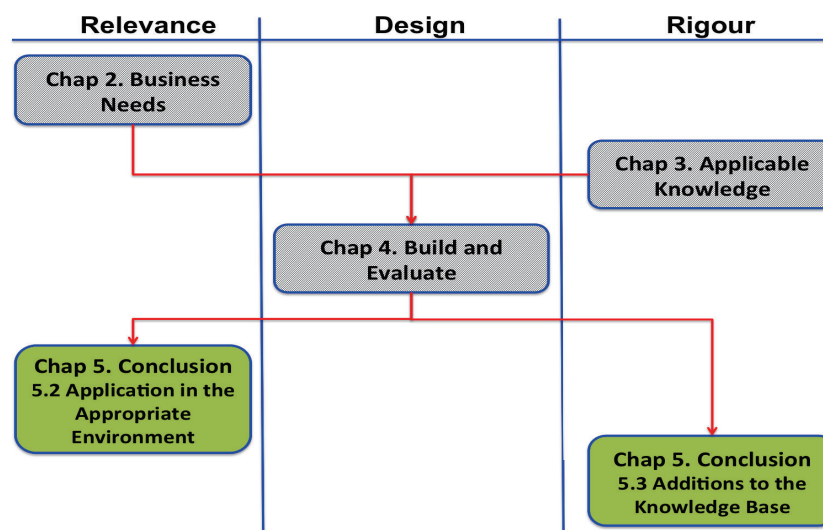 Relevance Design Rigour
Chap 2. Business
Needs
Chap 3. Applicable
Knowledge
Chap 4. Build and
Evaluate
Chap 5. Conclusion
5.2 Application in the
Appropriate
Environment
Chap 5. Conclusion
5.3 Additions to the
Knowledge Base